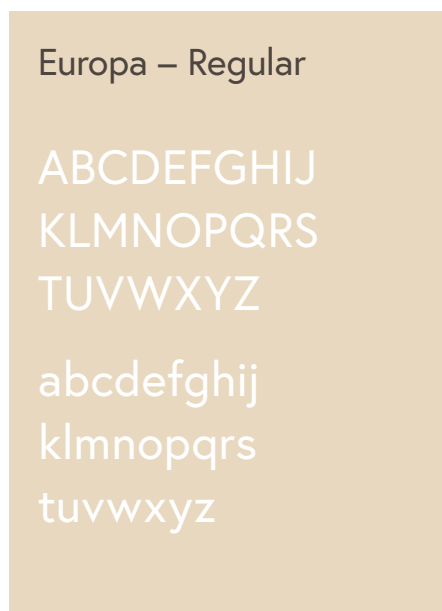 Europa – Regular
ABCDEFGHIJ
KLMNOPQRS
TUVWXYZ
abcdefghij
klmnopqrs
tuvwxyz